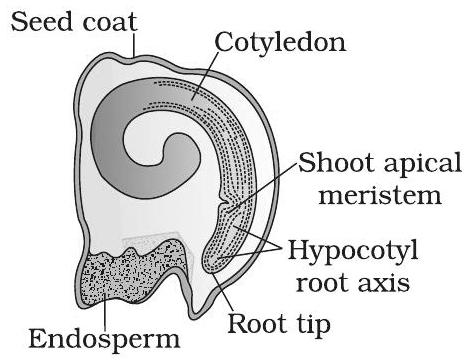 Seed coat
Cotyledon
Shoot apical
meristem
Hypocotyl
root axis
Root tip
Endosperm